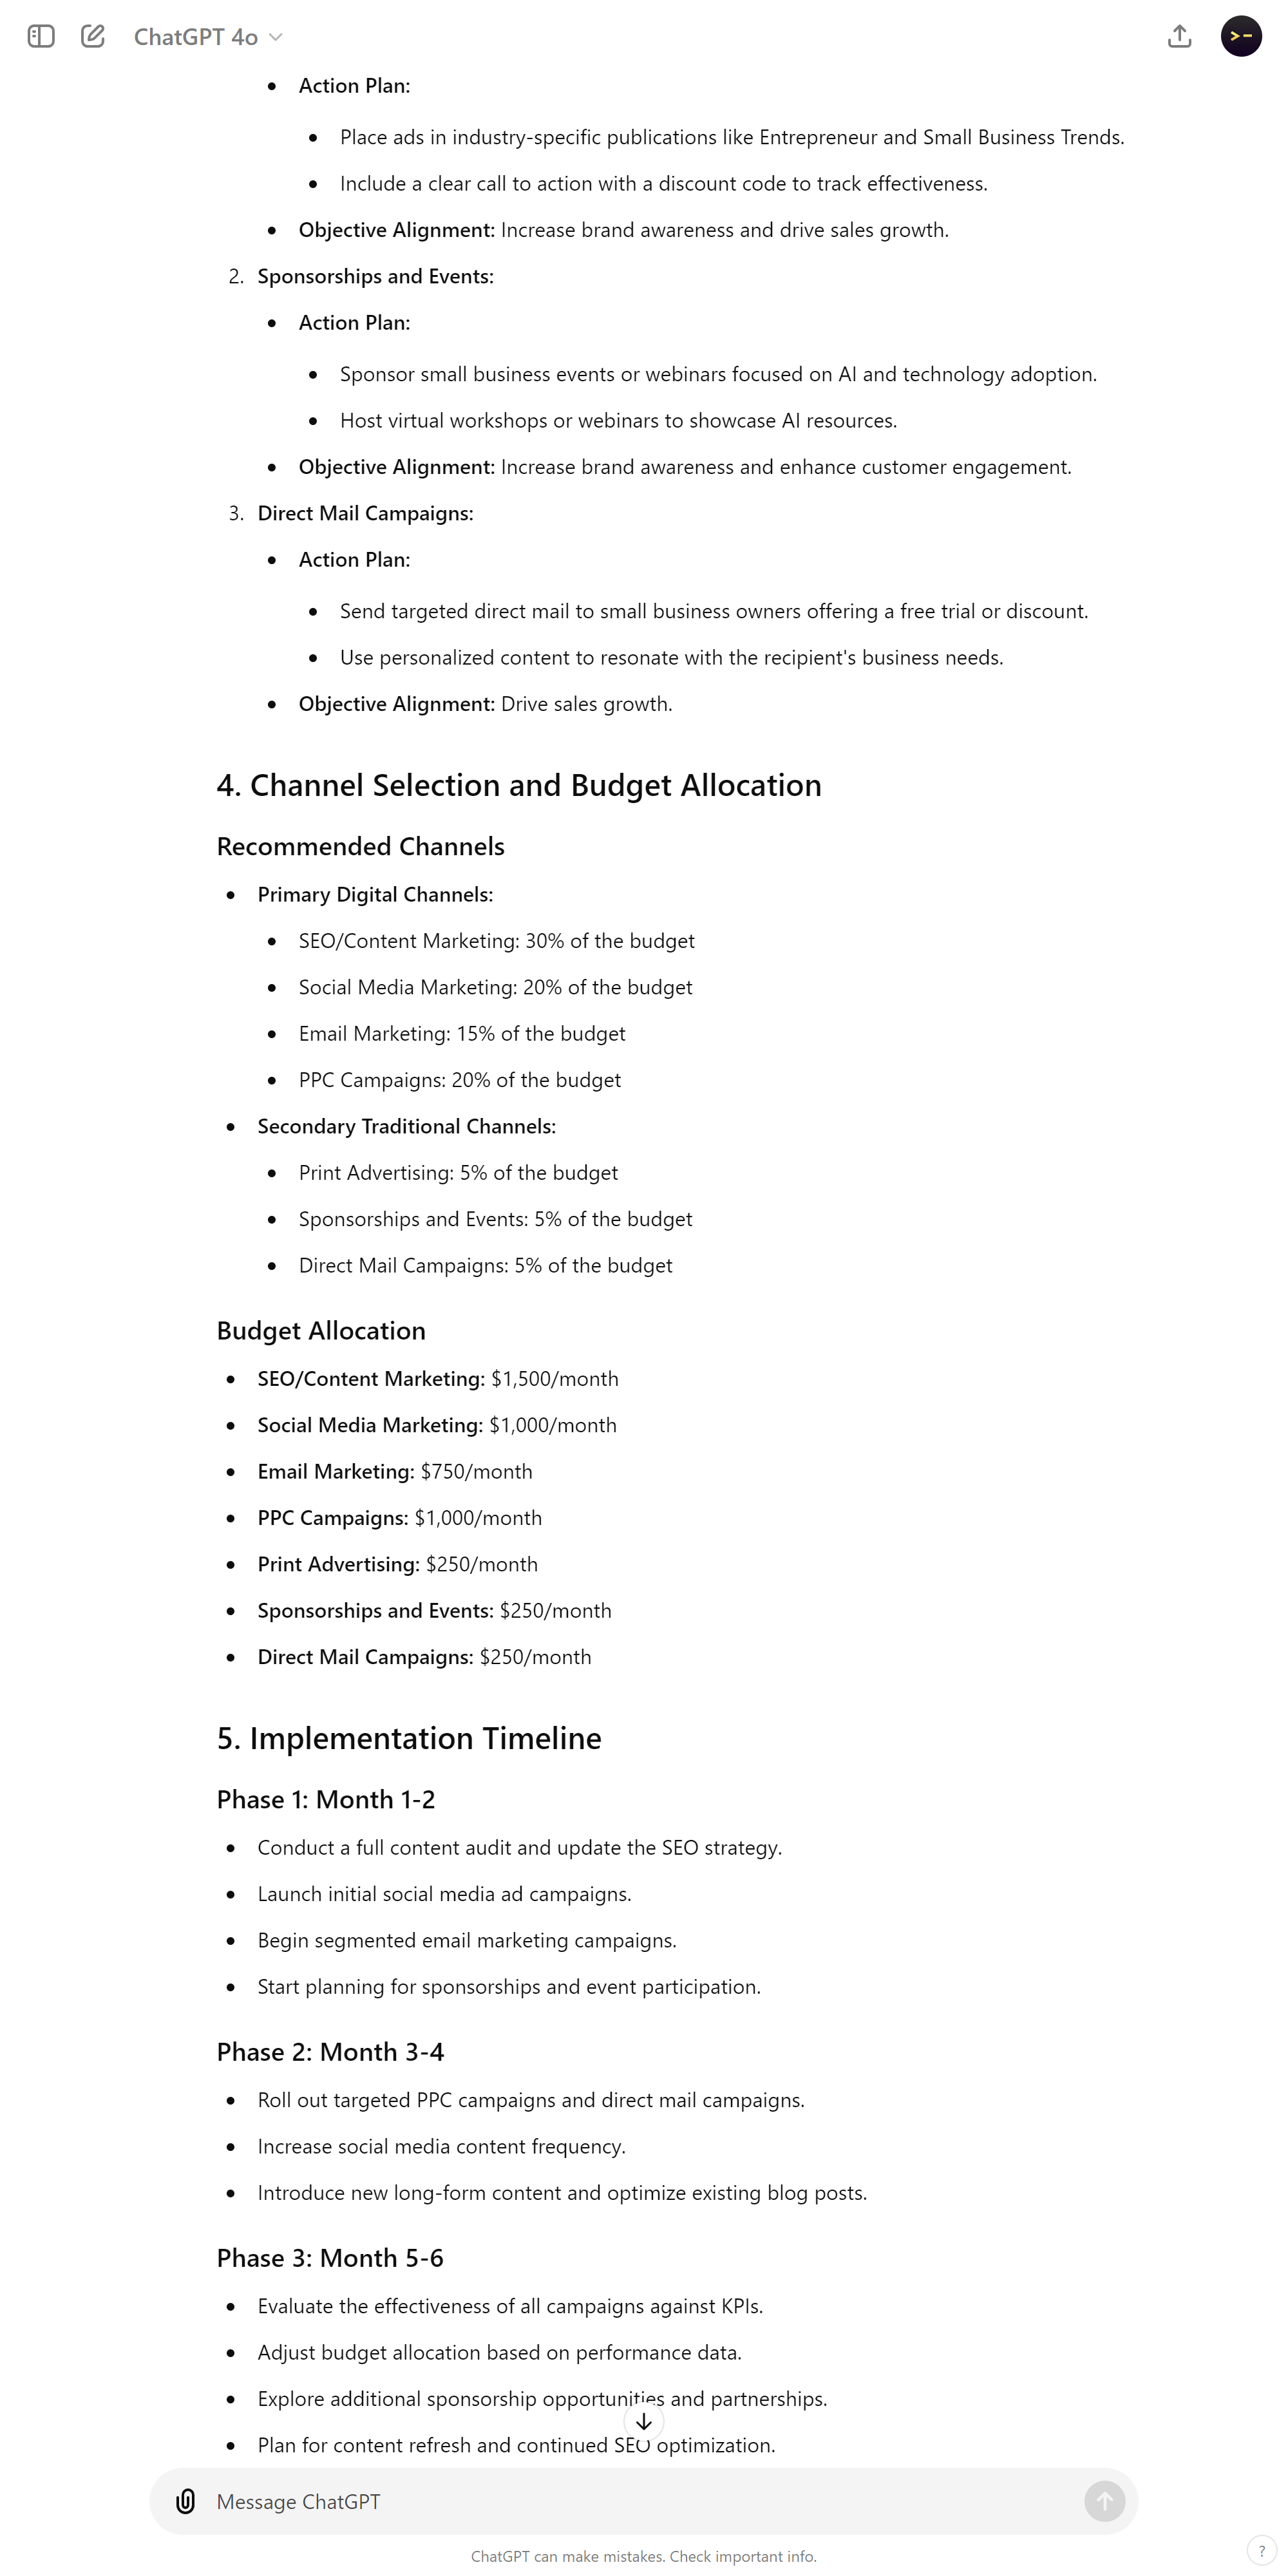 ChatGPT 4o
Action Plan:
Place ads in industry-specific publications like Entrepreneur and Small Business Trends.
Include a clear call to action with a discount code to track effectiveness.
Objective Alignment: Increase brand awareness and drive sales growth.
2. Sponsorships and Events:
Action Plan:
Sponsor small business events or webinars focused on AI and technology adoption.
Host virtual workshops or webinars to showcase AI resources.
Objective Alignment: Increase brand awareness and enhance customer engagement.
3. Direct Mail Campaigns:
Action Plan:
Send targeted direct mail to small business owners offering a free trial or discount.
Use personalized content to resonate with the recipient's business needs.
Objective Alignment: Drive sales growth.
4. Channel Selection and Budget Allocation
Recommended Channels
Primary Digital Channels:
SEO/Content Marketing: 30% of the budget
Social Media Marketing: 20% of the budget
Email Marketing: 15% of the budget
PPC Campaigns: 20% of the budget
Secondary Traditional Channels:
Print Advertising: 5% of the budget
Sponsorships and Events: 5% of the budget
Direct Mail Campaigns: 5% of the budget
Budget Allocation
SEO/Content Marketing: $1,500/month
Social Media Marketing: $1,000/month
Email Marketing: $750/month
PPC Campaigns: $1,000/month
Print Advertising: $250/month
Sponsorships and Events: $250/month
Direct Mail Campaigns: $250/month
5. Implementation Timeline
Phase 1: Month 1-2
Conduct a full content audit and update the SEO strategy.
Launch initial social media ad campaigns.
Begin segmented email marketing campaigns.
Start planning for sponsorships and event participation.
Phase 2: Month 3-4
Roll out targeted PPC campaigns and direct mail campaigns.
Increase social media content frequency.
Introduce new long-form content and optimize existing blog posts.
Phase 3: Month 5-6
Evaluate the effectiveness of all campaigns against KPIs.
Adjust budget allocation based on performance data.
Explore additional sponsorship opportunities and partnerships.
Plan for content refresh and continued SEO optimization.
Message ChatGPT
ChatGPT can make mistakes. Check important info.
?